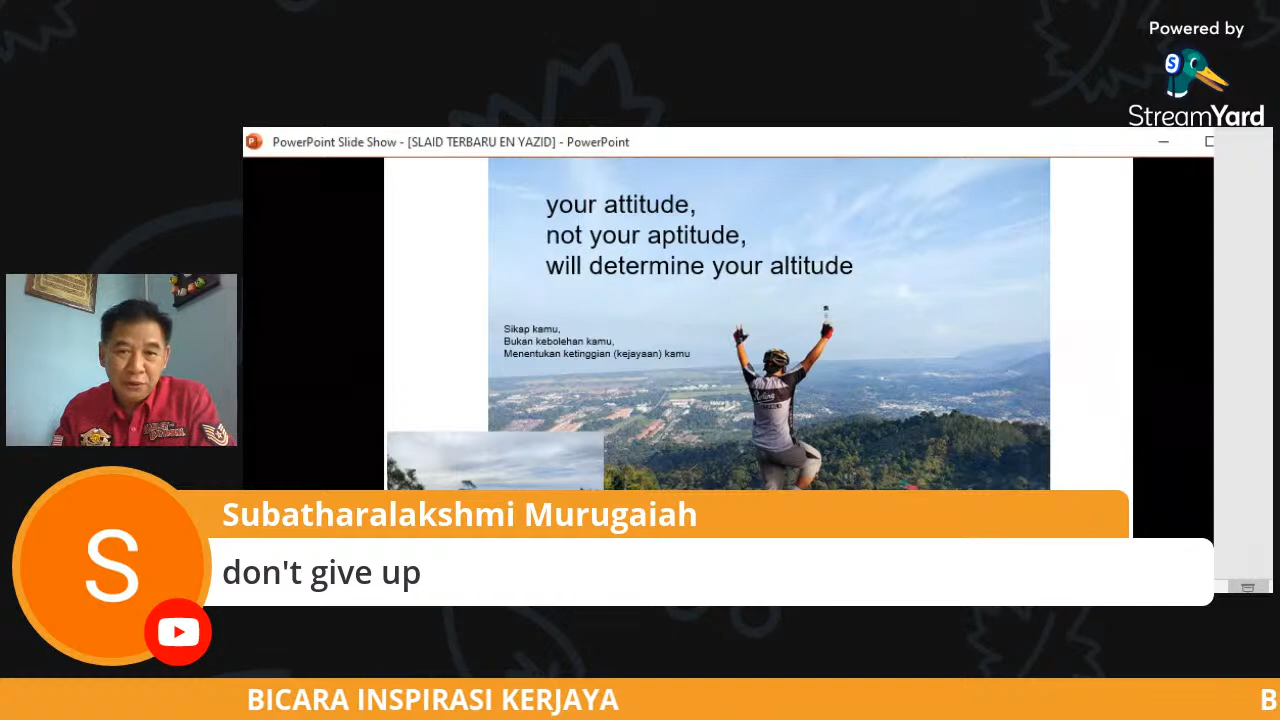 Powered by
StreamYard
PowerPoint Slide Show - [SLAID TERBARU EN YAZID] - PowerPoint
your attitude,
not your aptitude,
will determine your altitude
Sikap kamu,
Bukan kebolehan kamu,
Menentukan ketinggian (kejayaan) kamu
Subatharalakshmi Murugaiah
S
don't give up
BICARA INSPIRASI KERJAYA
B